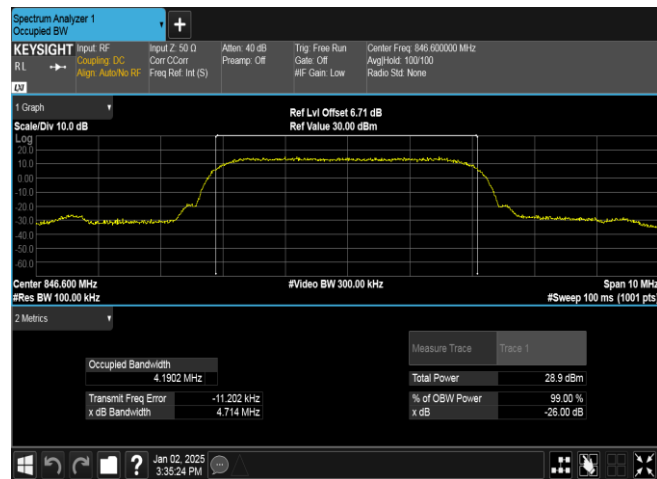 Spectrum Analyzer 1
Occupied BW
KEYSIGHT Input: RF Input Z: 50 Ω Atten: 40 dB Trig: Free Run Center Freq: 846.600000 MHz
RL Coupling: DC Corr CCorr Preamp: Off Gate: Off Avg|Hold: 100/100
Align: Auto/No RF Freq Ref: Int (S) #IF Gain: Low Radio Std: None
LXI
1 Graph
Ref Lvl Offset 6.71 dB
Scale/Div 10.0 dB Ref Value 30.00 dBm
Log
20.0
10.0
0.00
-10.0
-20.0
-30.0
-40.0
-50.0
-60.0
Center 846.600 MHz #Video BW 300.00 kHz Span 10 MHz
#Res BW 100.00 kHz #Sweep 100 ms (1001 pts)
2 Metrics
Measure Trace Trace 1
Occupied Bandwidth
4.1902 MHz
Total Power 28.9 dBm
Transmit Freq Error -11.202 kHz % of OBW Power 99.00 %
x dB Bandwidth 4.714 MHz x dB -26.00 dB
? Jan 02, 2025
3:35:24 PM